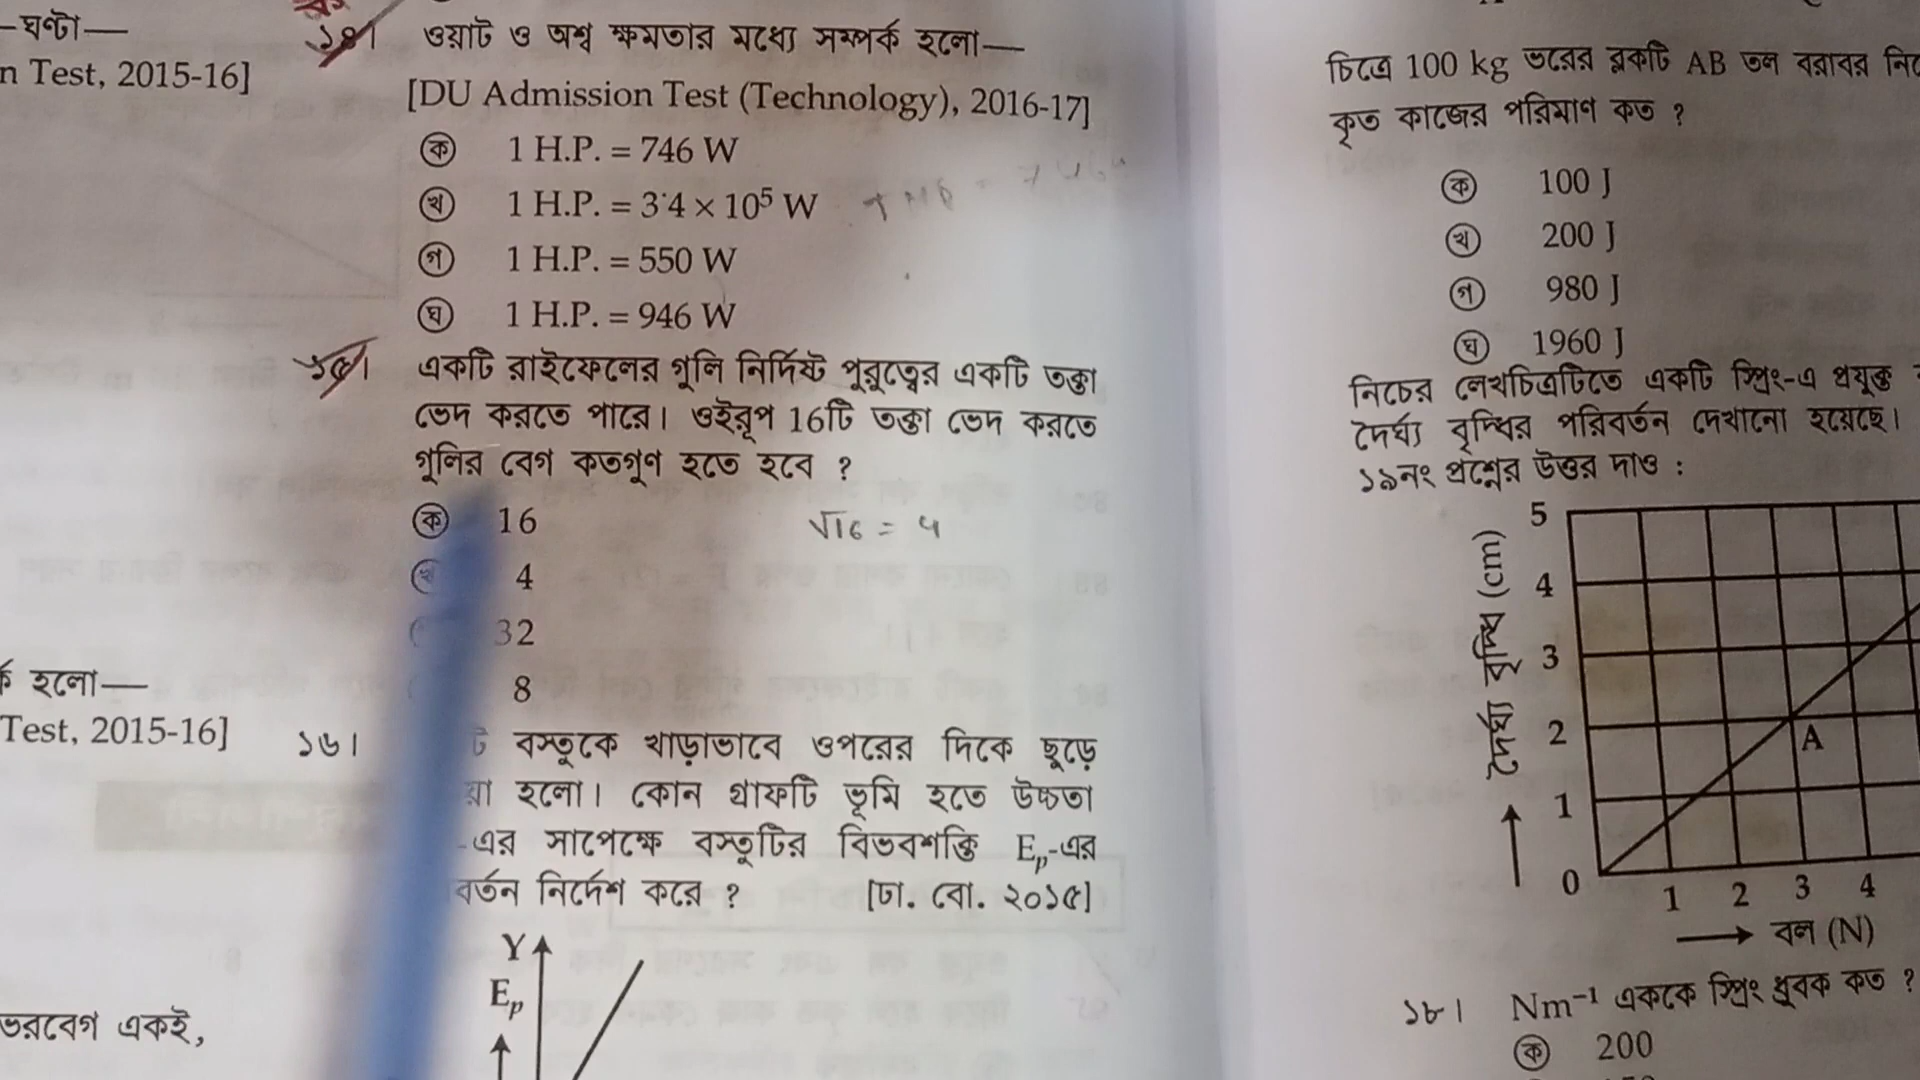 —ঘণ্টা—
n Test, 2015-16]
র্ক হলো—
Test, 2015-16]
ভরবেগ একই,
১৪। ওয়াট ও অশ্ব ক্ষমতার মধ্যে সম্পর্ক হলো—
[DU Admission Test (Technology), 2016-17]
ক 1 H.P. = 746 W
খ 1 H.P. = 3·4 × 10⁵ W
গ 1 H.P. = 550 W
ঘ 1 H.P. = 946 W
১৫। একটি রাইফেলের গুলি নির্দিষ্ট পুরুত্বের একটি তক্তা
ভেদ করতে পারে। ওইরূপ 16টি তক্তা ভেদ করতে
গুলির বেগ কতগুণ হতে হবে ?
ক 16
√16 = 4
খ 4
32
8
১৬। টি বস্তুকে খাড়াভাবে ওপরের দিকে ছুড়ে
য়া হলো। কোন গ্রাফটি ভূমি হতে উচ্চতা
-এর সাপেক্ষে বস্তুটির বিভবশক্তি Eₚ-এর
বর্তন নির্দেশ করে ? [ঢা. বো. ২০১৫]
Y
Eₚ
চিত্রে 100 kg ভরের ব্লকটি AB তল বরাবর
কৃত কাজের পরিমাণ কত ?
ক 100 J
খ 200 J
গ 980 J
ঘ 1960 J
নিচের লেখচিত্রটিতে একটি স্প্রিং-এ প্রযুক্ত
দৈর্ঘ্য বৃদ্ধির পরিবর্তন দেখানো হয়েছে।
১৯নং প্রশ্নের উত্তর দাও :
5
4
3
2
1
0
দৈর্ঘ্য বৃদ্ধি (cm)
A
1 2 3 4
বল (N)
১৮। Nm⁻¹ এককে স্প্রিং ধ্রুবক কত ?
ক 200